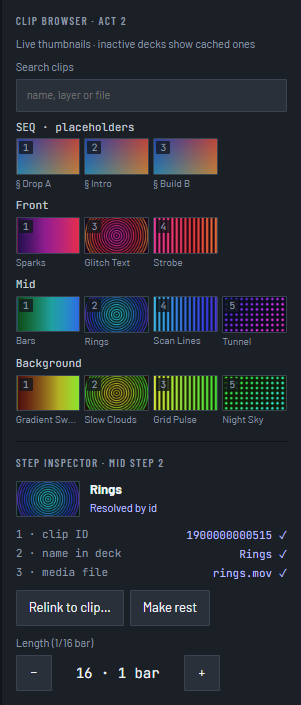 CLIP BROWSER · ACT 2
Live thumbnails · inactive decks show cached ones
Search clips
name, layer or file
SEQ · placeholders
1 2 3
§ Drop A § Intro § Build B
Front
1 3 4
Sparks Glitch Text Strobe
Mid
1 2 4 5
Bars Rings Scan Lines Tunnel
Background
1 2 3 5
Gradient Sw... Slow Clouds Grid Pulse Night Sky
STEP INSPECTOR · MID STEP 2
Rings
Resolved by id
1 · clip ID 1900000000515 ✓
2 · name in deck Rings ✓
3 · media file rings.mov ✓
Relink to clip... Make rest
Length (1/16 bar)
− 16 · 1 bar +